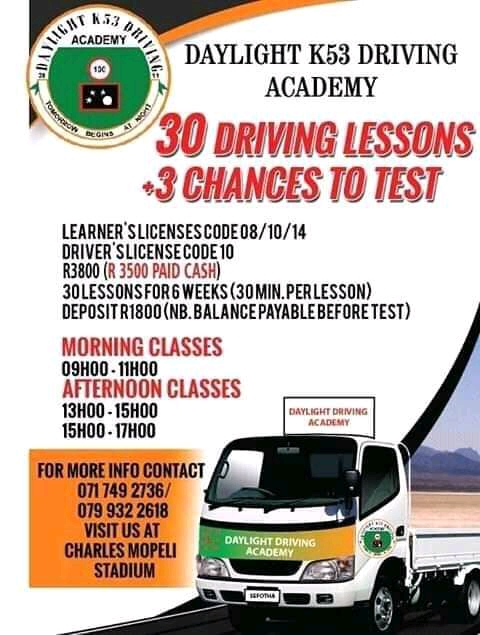 DAYLIGHT K53 DRIVING
ACADEMY
100
20 11
TOMORROW BEGINS AT NIGHT
DAYLIGHT K53 DRIVING
ACADEMY
30 DRIVING LESSONS
+3 CHANCES TO TEST
LEARNER'S LICENSES CODE 08/10/14
DRIVER'S LICENSE CODE 10
R3800 (R 3500 PAID CASH)
30 LESSONS FOR 6 WEEKS (30 MIN. PER LESSON)
DEPOSIT R1800 (NB. BALANCE PAYABLE BEFORE TEST)
MORNING CLASSES
09H00 - 11H00
AFTERNOON CLASSES
13H00 - 15H00
15H00 - 17H00
DAYLIGHT DRIVING
ACADEMY
FOR MORE INFO CONTACT
071 749 2736/
079 932 2618
VISIT US AT
CHARLES MOPELI
STADIUM
DAYLIGHT DRIVING
ACADEMY
SEFOTHA